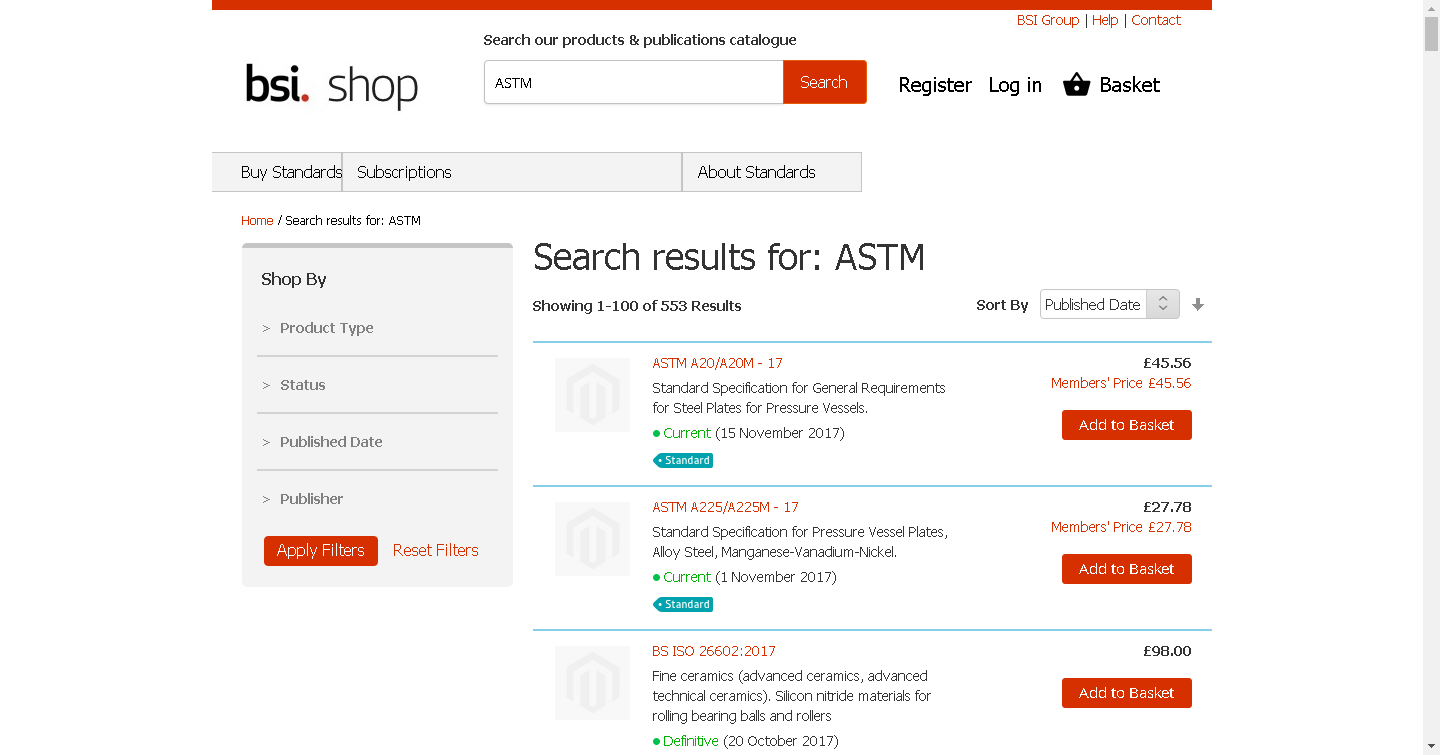 BSI Group | Help | Contact
Search our products & publications catalogue
bsi. shop
ASTM
Search
Register
Log in
Basket
Buy Standards
Subscriptions
About Standards
Home / Search results for: ASTM
Shop By
> Product Type
> Status
> Published Date
> Publisher
Apply Filters
Reset Filters
Search results for: ASTM
Showing 1-100 of 553 Results
Sort By
Published Date
ASTM A20/A20M - 17
Standard Specification for General Requirements
for Steel Plates for Pressure Vessels.
Current (15 November 2017)
Standard
£45.56
Members' Price £45.56
Add to Basket
ASTM A225/A225M - 17
Standard Specification for Pressure Vessel Plates,
Alloy Steel, Manganese-Vanadium-Nickel.
Current (1 November 2017)
Standard
£27.78
Members' Price £27.78
Add to Basket
BS ISO 26602:2017
Fine ceramics (advanced ceramics, advanced
technical ceramics). Silicon nitride materials for
rolling bearing balls and rollers
Definitive (20 October 2017)
£98.00
Add to Basket